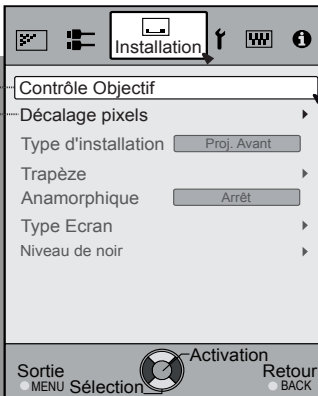 Installation
Contrôle Objectif
Décalage pixels
Type d'installation Proj. Avant
Trapèze
Anamorphique Arrêt
Type Ecran
Niveau de noir
Activation
Sortie Retour
MENU Sélection BACK